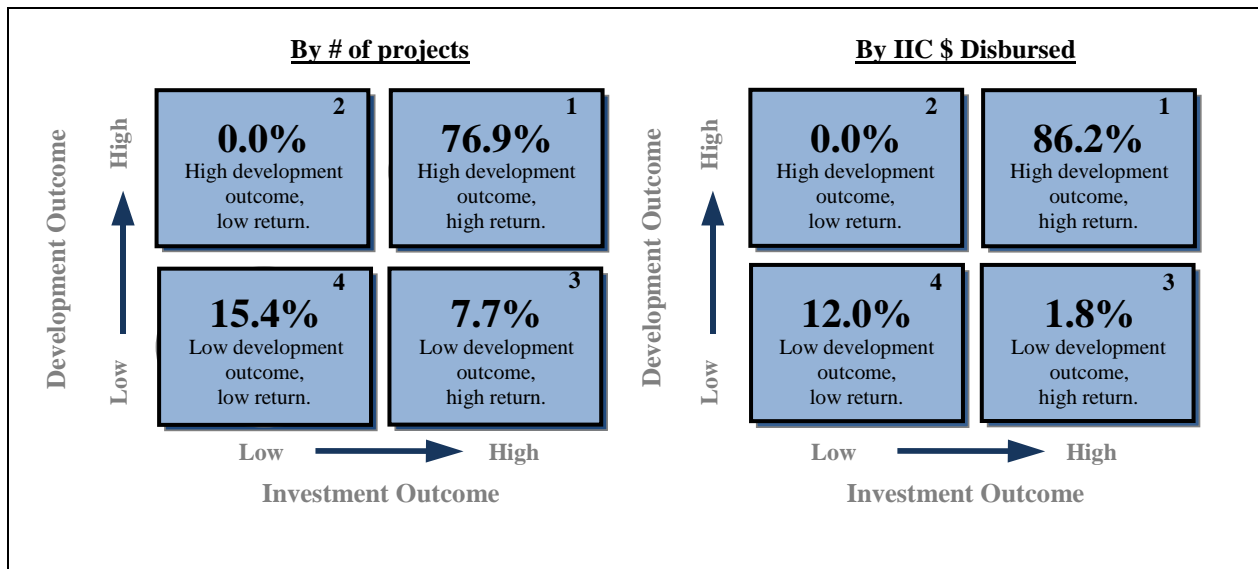 By # of projects
Development Outcome
High
Low
2
0.0%
High development
outcome,
low return.
1
76.9%
High development
outcome,
high return.
4
15.4%
Low development
outcome,
low return.
3
7.7%
Low development
outcome,
high return.
Low
High
Investment Outcome
By IIC $ Disbursed
Development Outcome
High
Low
2
0.0%
High development
outcome,
low return.
1
86.2%
High development
outcome,
high return.
4
12.0%
Low development
outcome,
low return.
3
1.8%
Low development
outcome,
high return.
Low
High
Investment Outcome